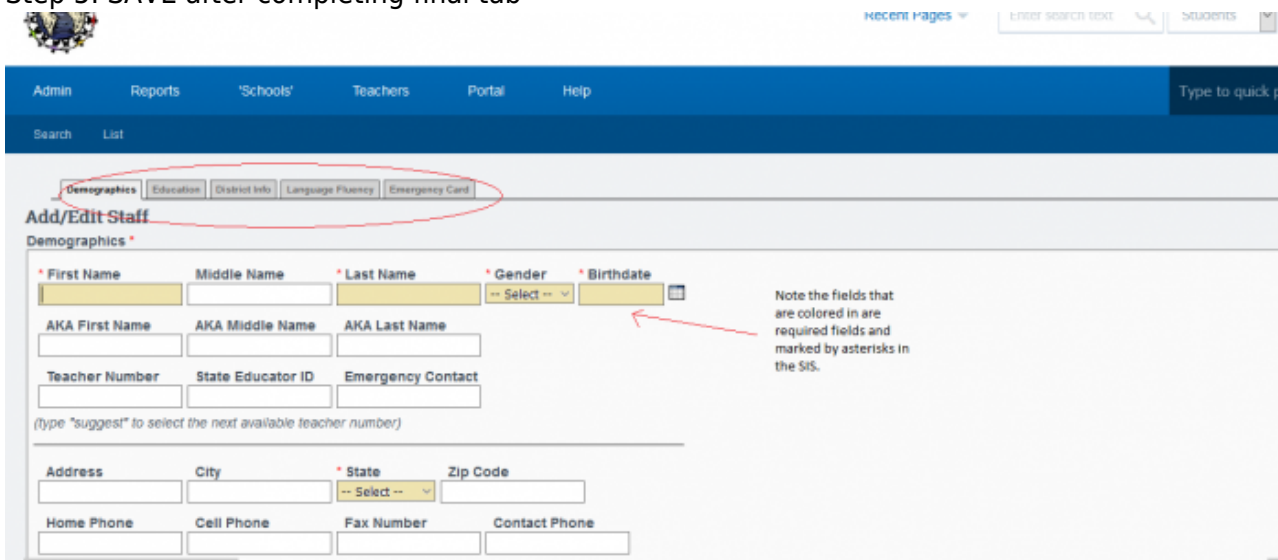 Step 5: SAVE after completing final tab
Recent Pages Enter search text Students
Admin Reports 'Schools' Teachers Portal Help Type to quick p
Search List
Demographics Education District Info Language Fluency Emergency Card
Add/Edit Staff
Demographics *
* First Name Middle Name * Last Name * Gender * Birthdate
-- Select --
AKA First Name AKA Middle Name AKA Last Name
Teacher Number State Educator ID Emergency Contact
(type "suggest" to select the next available teacher number)
Address City * State Zip Code
-- Select --
Home Phone Cell Phone Fax Number Contact Phone
Note the fields that
are colored in are
required fields and
marked by asterisks in
the SIS.